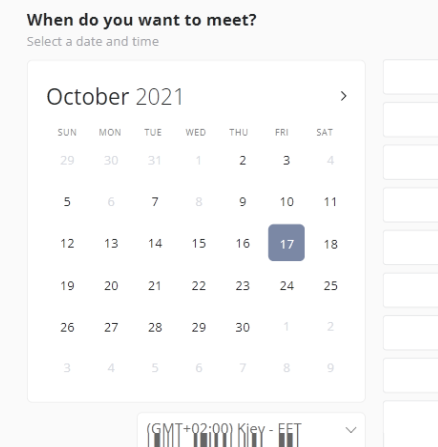 When do you want to meet?
Select a date and time
October 2021 >
SUN MON TUE WED THU FRI SAT
29 30 31 1 2 3 4
5 6 7 8 9 10 11
12 13 14 15 16 17 18
19 20 21 22 23 24 25
26 27 28 29 30 1 2
3 4 5 6 7 8 9
(GMT+02:00) Kiev - EET